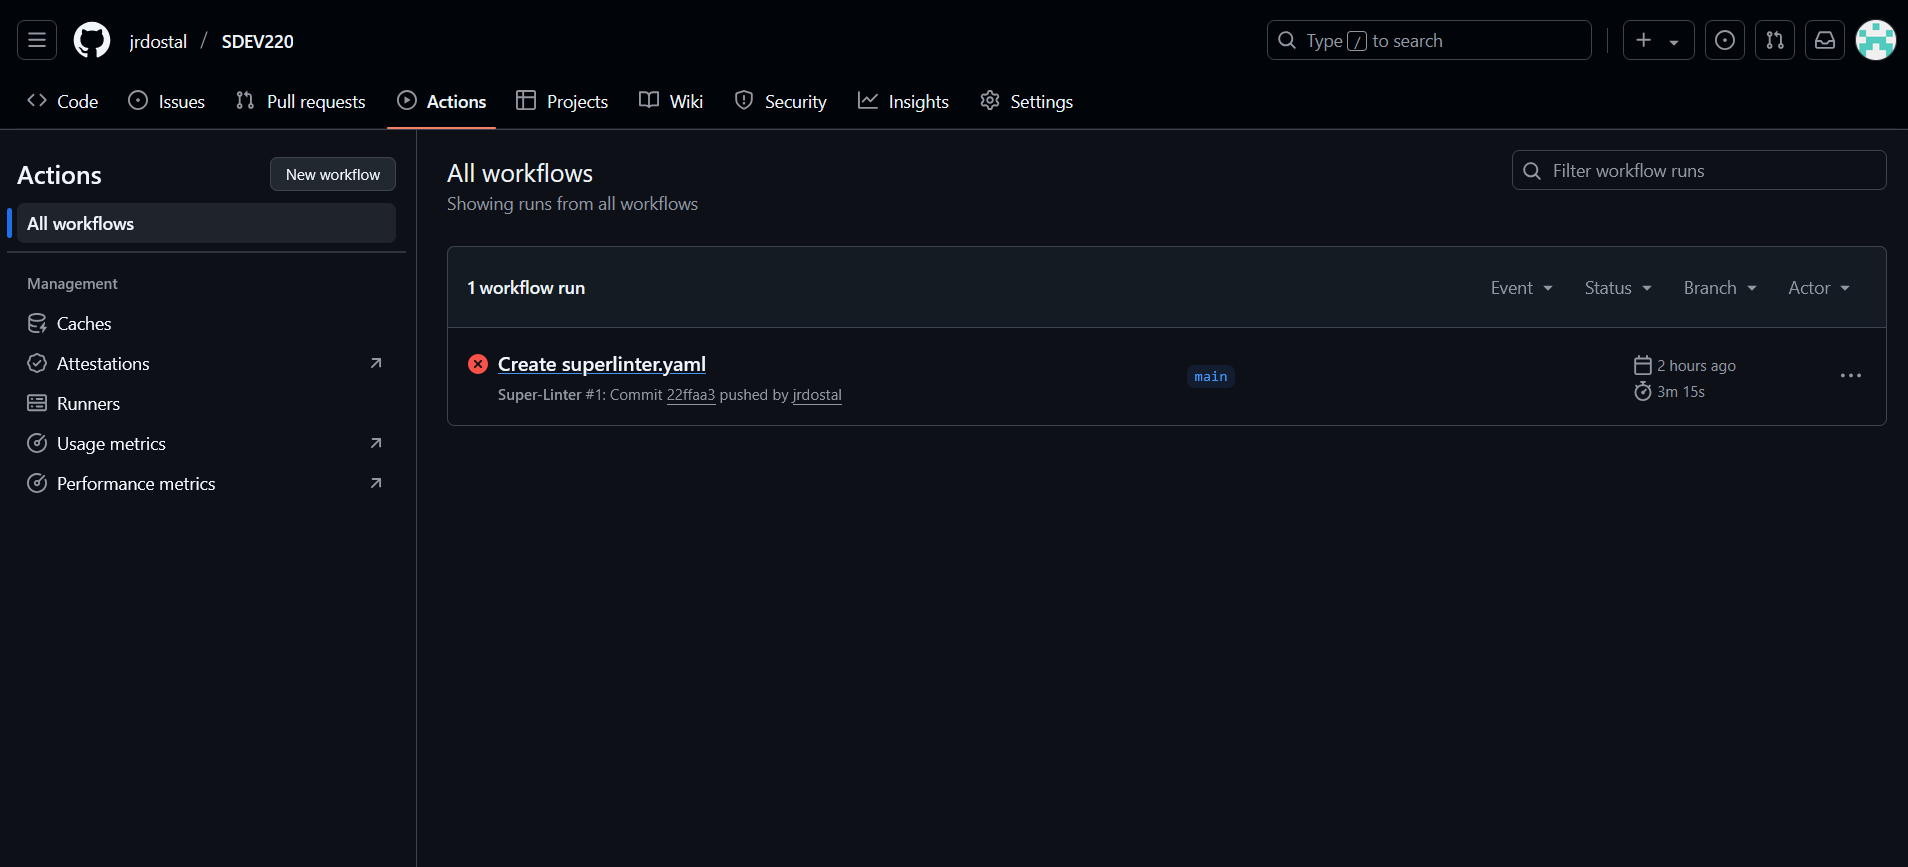 jrdostal / SDEV220
Type / to search
Code
Issues
Pull requests
Actions
Projects
Wiki
Security
Insights
Settings
Actions
New workflow
All workflows
Management
Caches
Attestations
Runners
Usage metrics
Performance metrics
All workflows
Showing runs from all workflows
Filter workflow runs
1 workflow run
Event
Status
Branch
Actor
Create superlinter.yaml
Super-Linter #1: Commit 22ffaa3 pushed by jrdostal
main
2 hours ago
3m 15s